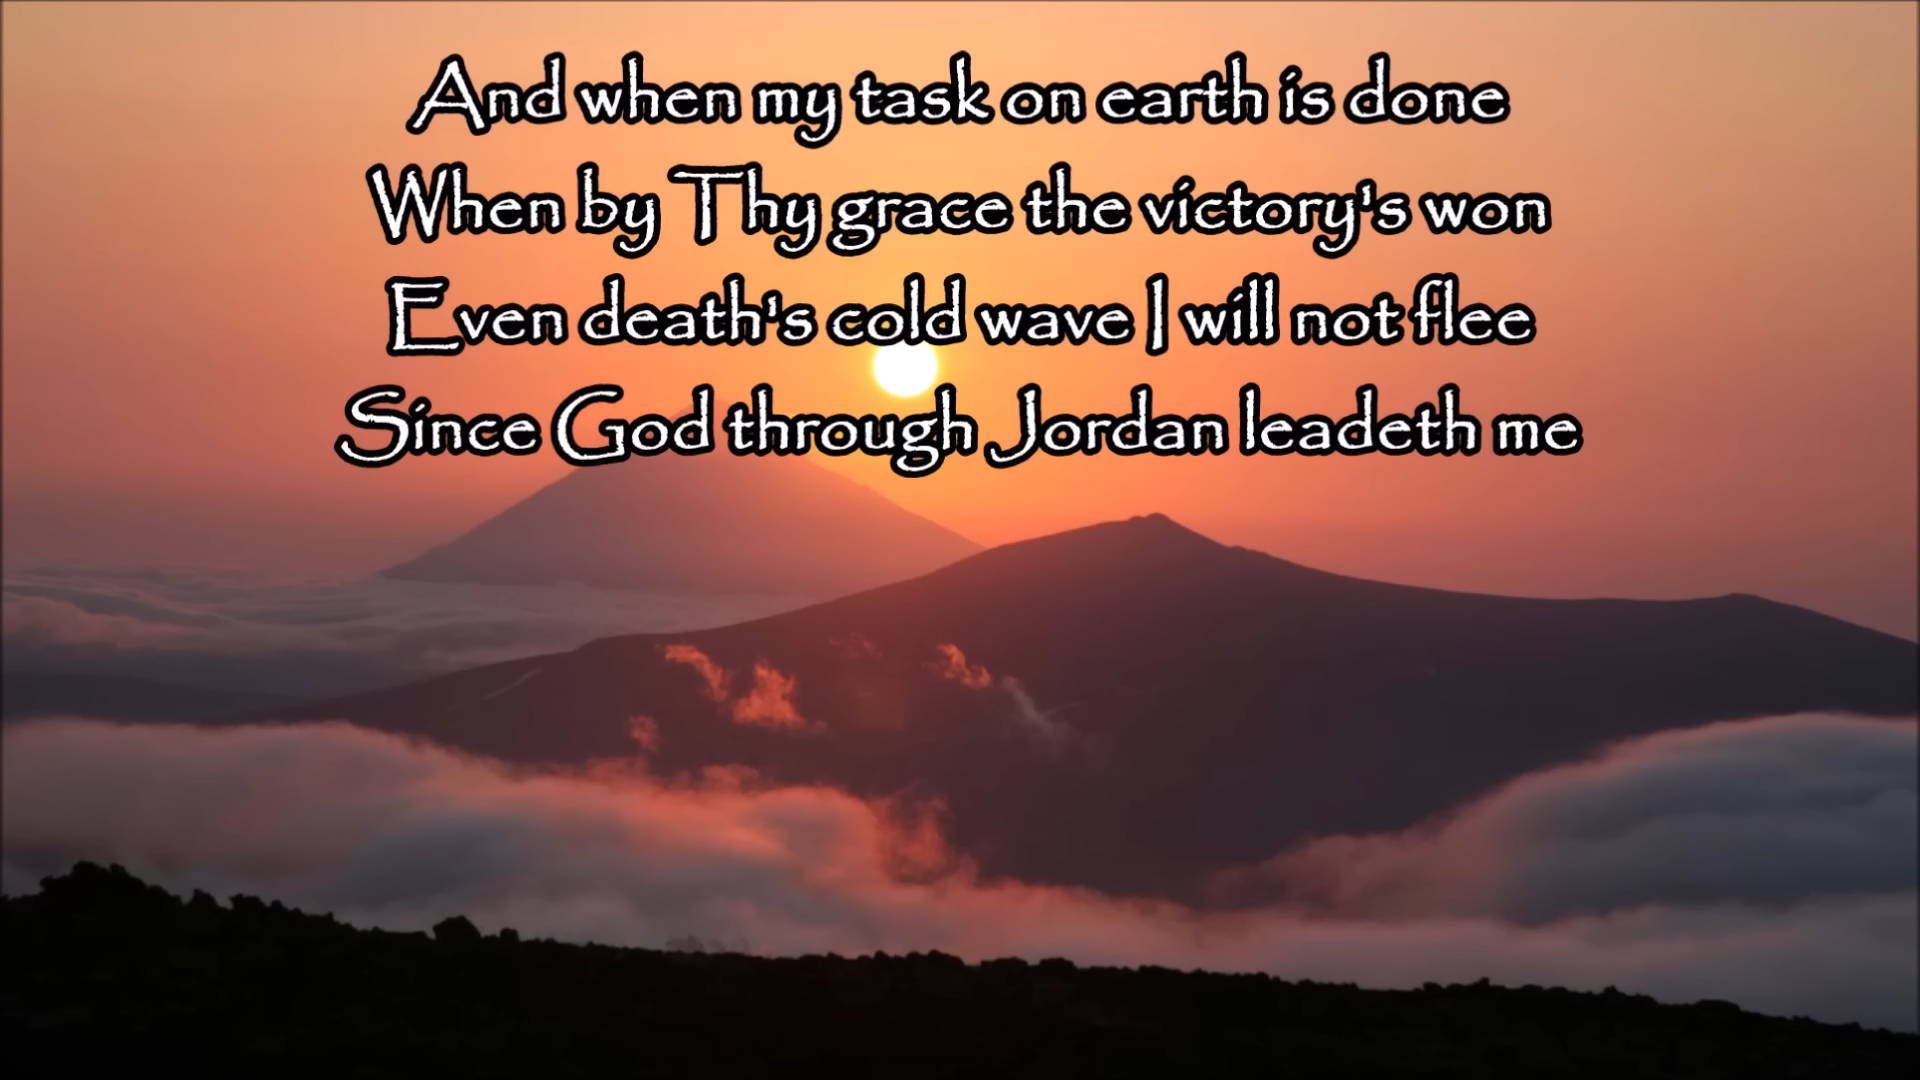 And when my task on earth is done
When by Thy grace the victory's won
Even death's cold wave I will not flee
Since God through Jordan leadeth me